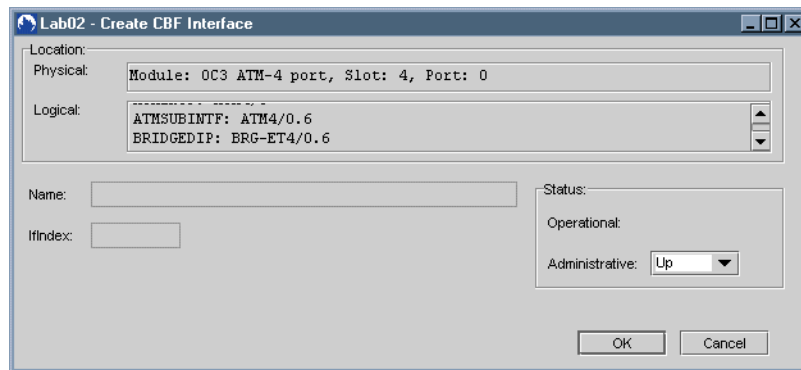 Lab02 - Create CBF Interface
Location:
Physical:
Module: OC3 ATM-4 port, Slot: 4, Port: 0
Logical:
ATMSUBINTF: ATM4/0.6
BRIDGEDIP: BRG-ET4/0.6
Name:
IfIndex:
Status:
Operational:
Administrative:
Up
OK
Cancel